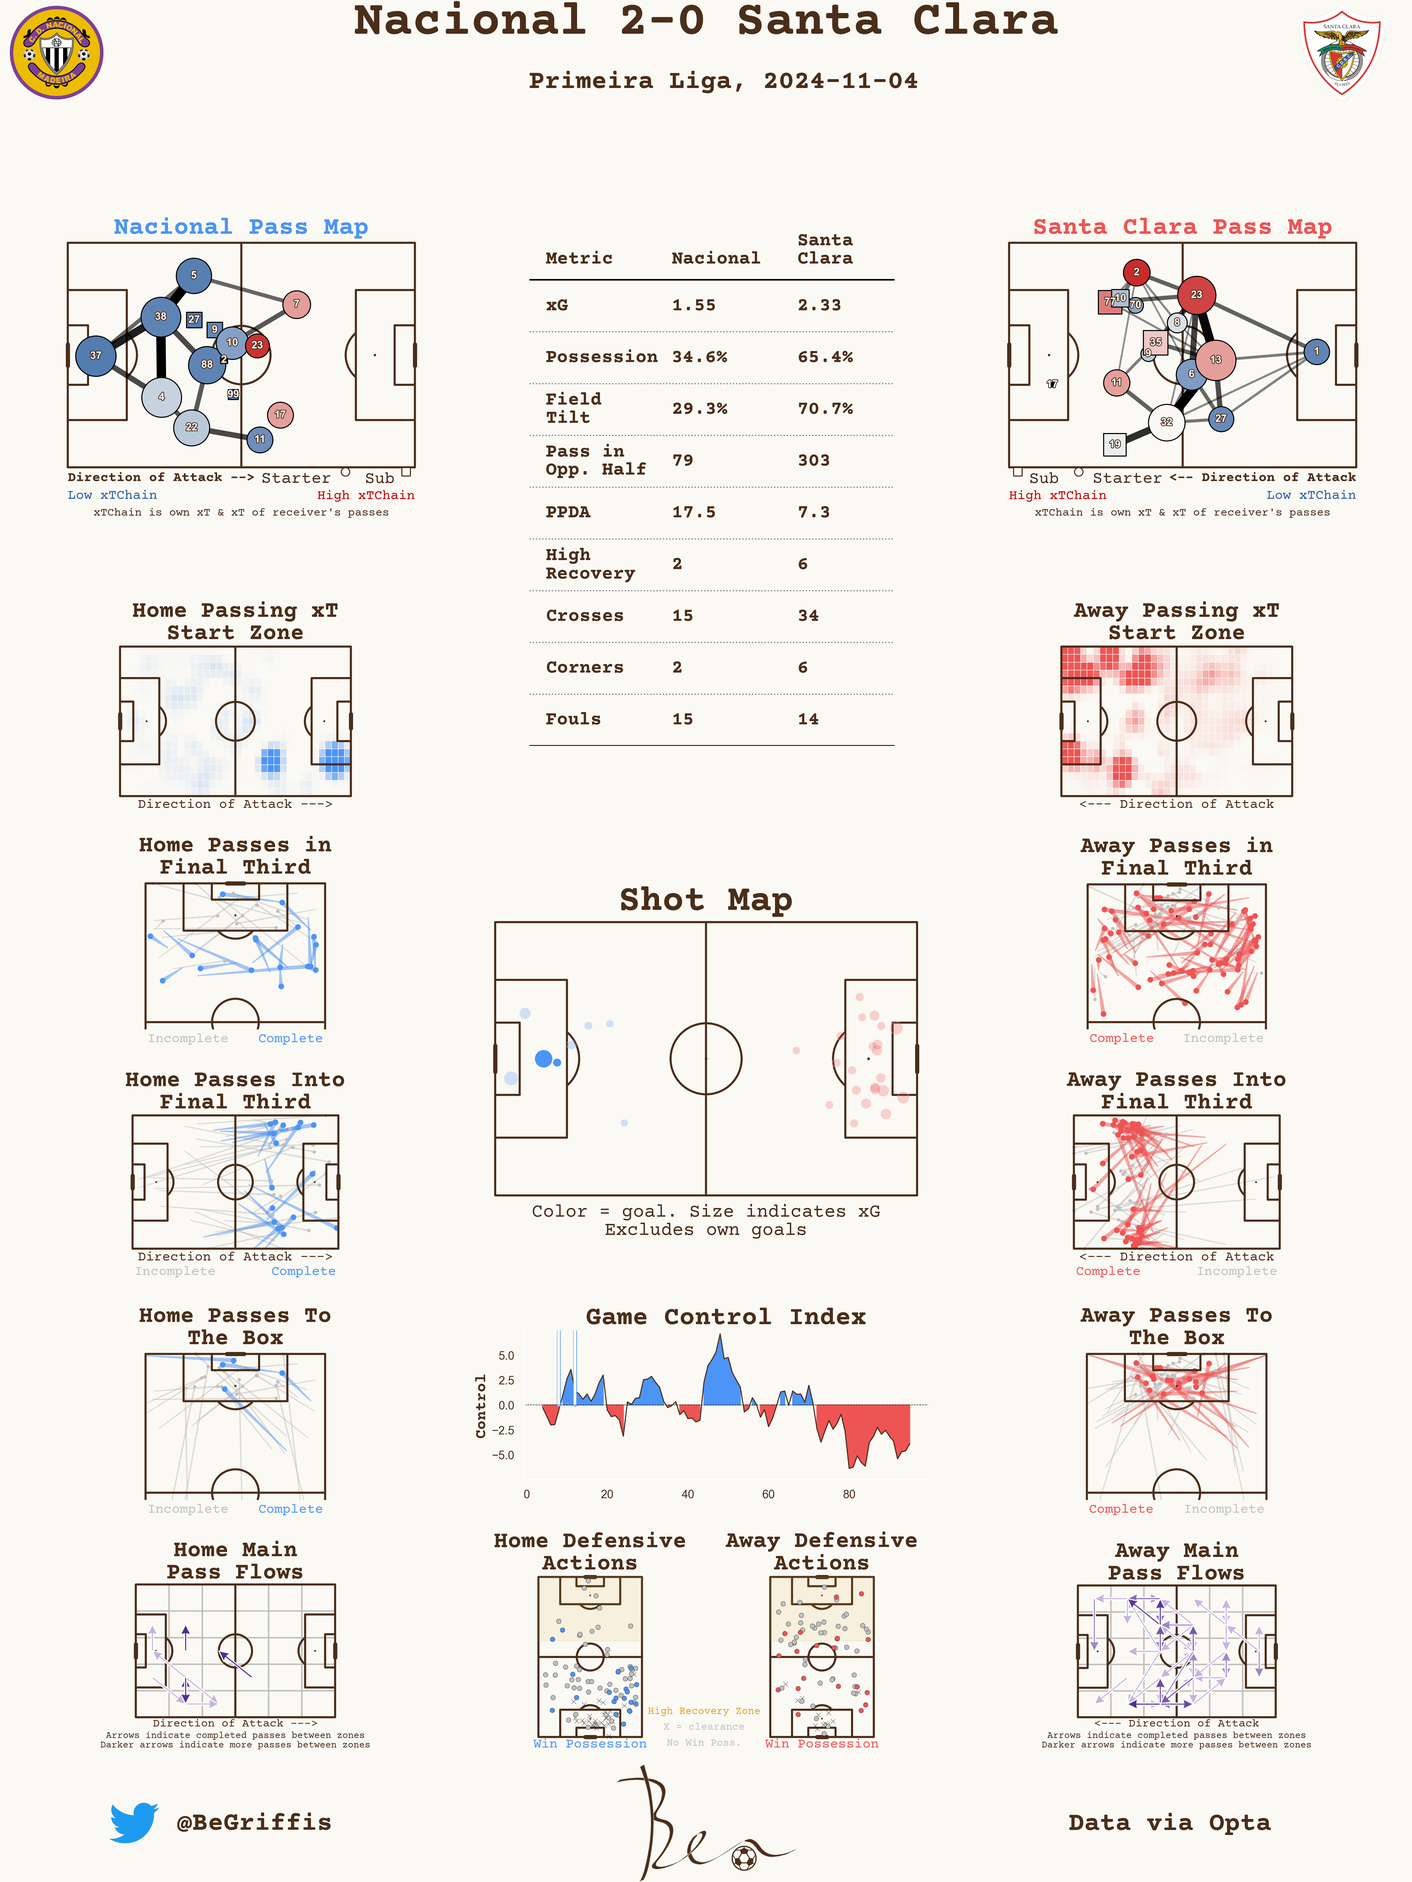 Nacional 2-0 Santa Clara
Primeira Liga, 2024-11-04
C. D. NACIONAL
MADEIRA
SANTA CLARA
AÇORES
Nacional Pass Map
5
7
38
27
9
10
23
37
2
88
99
4
17
22
11
Direction of Attack --> Starter Sub
Low xTChain High xTChain
xTChain is own xT & xT of receiver's passes
Metric Nacional Santa Clara
xG 1.55 2.33
Possession 34.6% 65.4%
Field Tilt 29.3% 70.7%
Pass in Opp. Half 79 303
PPDA 17.5 7.3
High Recovery 2 6
Crosses 15 34
Corners 2 6
Fouls 15 14
Santa Clara Pass Map
2
23
77
10
70
8
35
9
1
13
6
11
17
32
27
19
Sub Starter <-- Direction of Attack
High xTChain Low xTChain
xTChain is own xT & xT of receiver's passes
Home Passing xT
Start Zone
Direction of Attack --->
Away Passing xT
Start Zone
<--- Direction of Attack
Home Passes in
Final Third
Incomplete Complete
Away Passes in
Final Third
Complete Incomplete
Shot Map
Color = goal. Size indicates xG
Excludes own goals
Home Passes Into
Final Third
Direction of Attack --->
Incomplete Complete
Away Passes Into
Final Third
<--- Direction of Attack
Complete Incomplete
Home Passes To
The Box
Incomplete Complete
Game Control Index
Control
5.0
2.5
0.0
−2.5
−5.0
0 20 40 60 80
Away Passes To
The Box
Complete Incomplete
Home Main
Pass Flows
Direction of Attack --->
Arrows indicate completed passes between zones
Darker arrows indicate more passes between zones
Home Defensive
Actions
Win Possession
Away Defensive
Actions
Win Possession
High Recovery Zone
X = clearance
No Win Poss.
Away Main
Pass Flows
<--- Direction of Attack
Arrows indicate completed passes between zones
Darker arrows indicate more passes between zones
@BeGriffis
Ben
Data via Opta